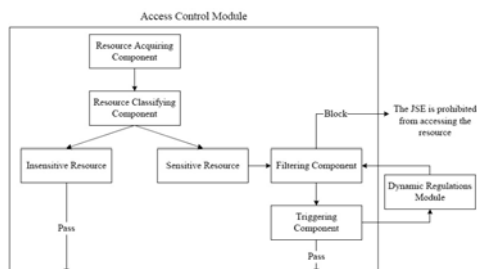 Access Control Module
Resource Acquiring
Component
Resource Classifying
Component
Block
The JSE is prohibited
from accessing the
resource
Insensitive Resource
Sensitive Resource
Filtering Component
Dynamic Regulations
Module
Triggering
Component
Pass
Pass